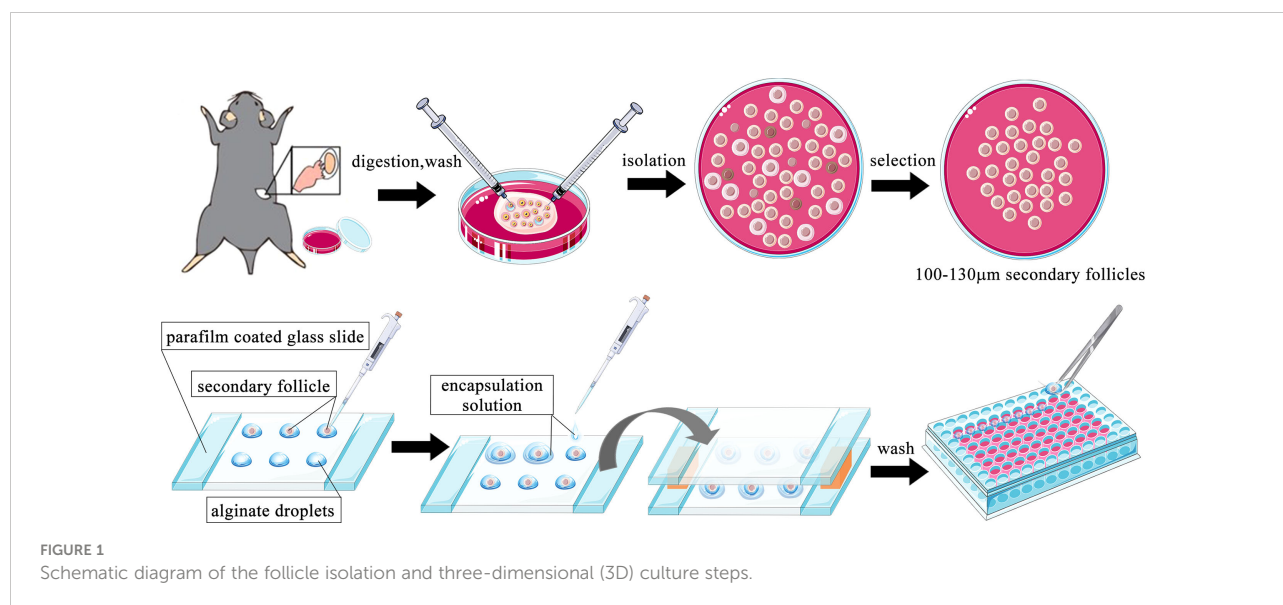 digestion,wash
isolation
selection
100-130μm secondary follicles
parafilm coated glass slide
secondary follicle
alginate droplets
encapsulation
solution
wash
FIGURE 1
Schematic diagram of the follicle isolation and three-dimensional (3D) culture steps.